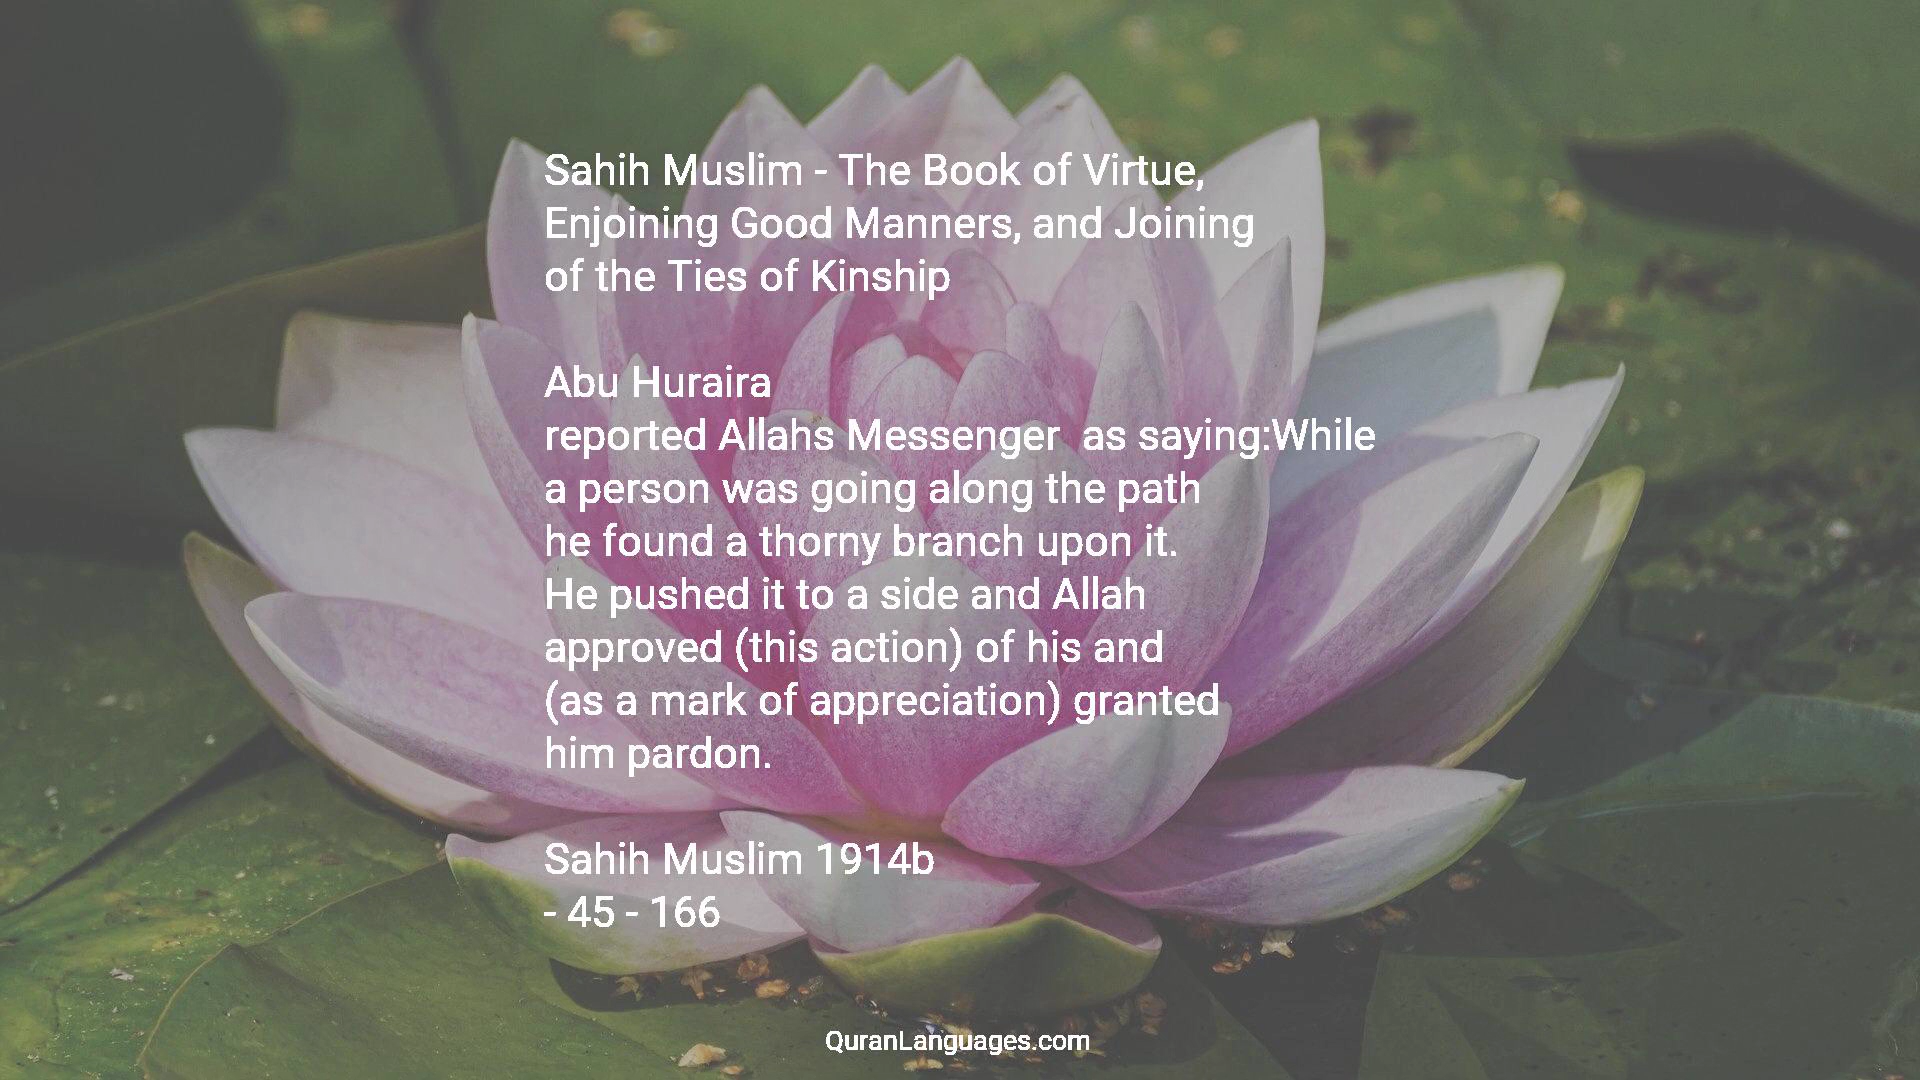 Sahih Muslim - The Book of Virtue,
Enjoining Good Manners, and Joining
of the Ties of Kinship
Abu Huraira
reported Allahs Messenger  as saying:While
a person was going along the path
he found a thorny branch upon it.
He pushed it to a side and Allah
approved (this action) of his and
(as a mark of appreciation) granted
him pardon.
Sahih Muslim 1914b
- 45 - 166
QuranLanguages.com